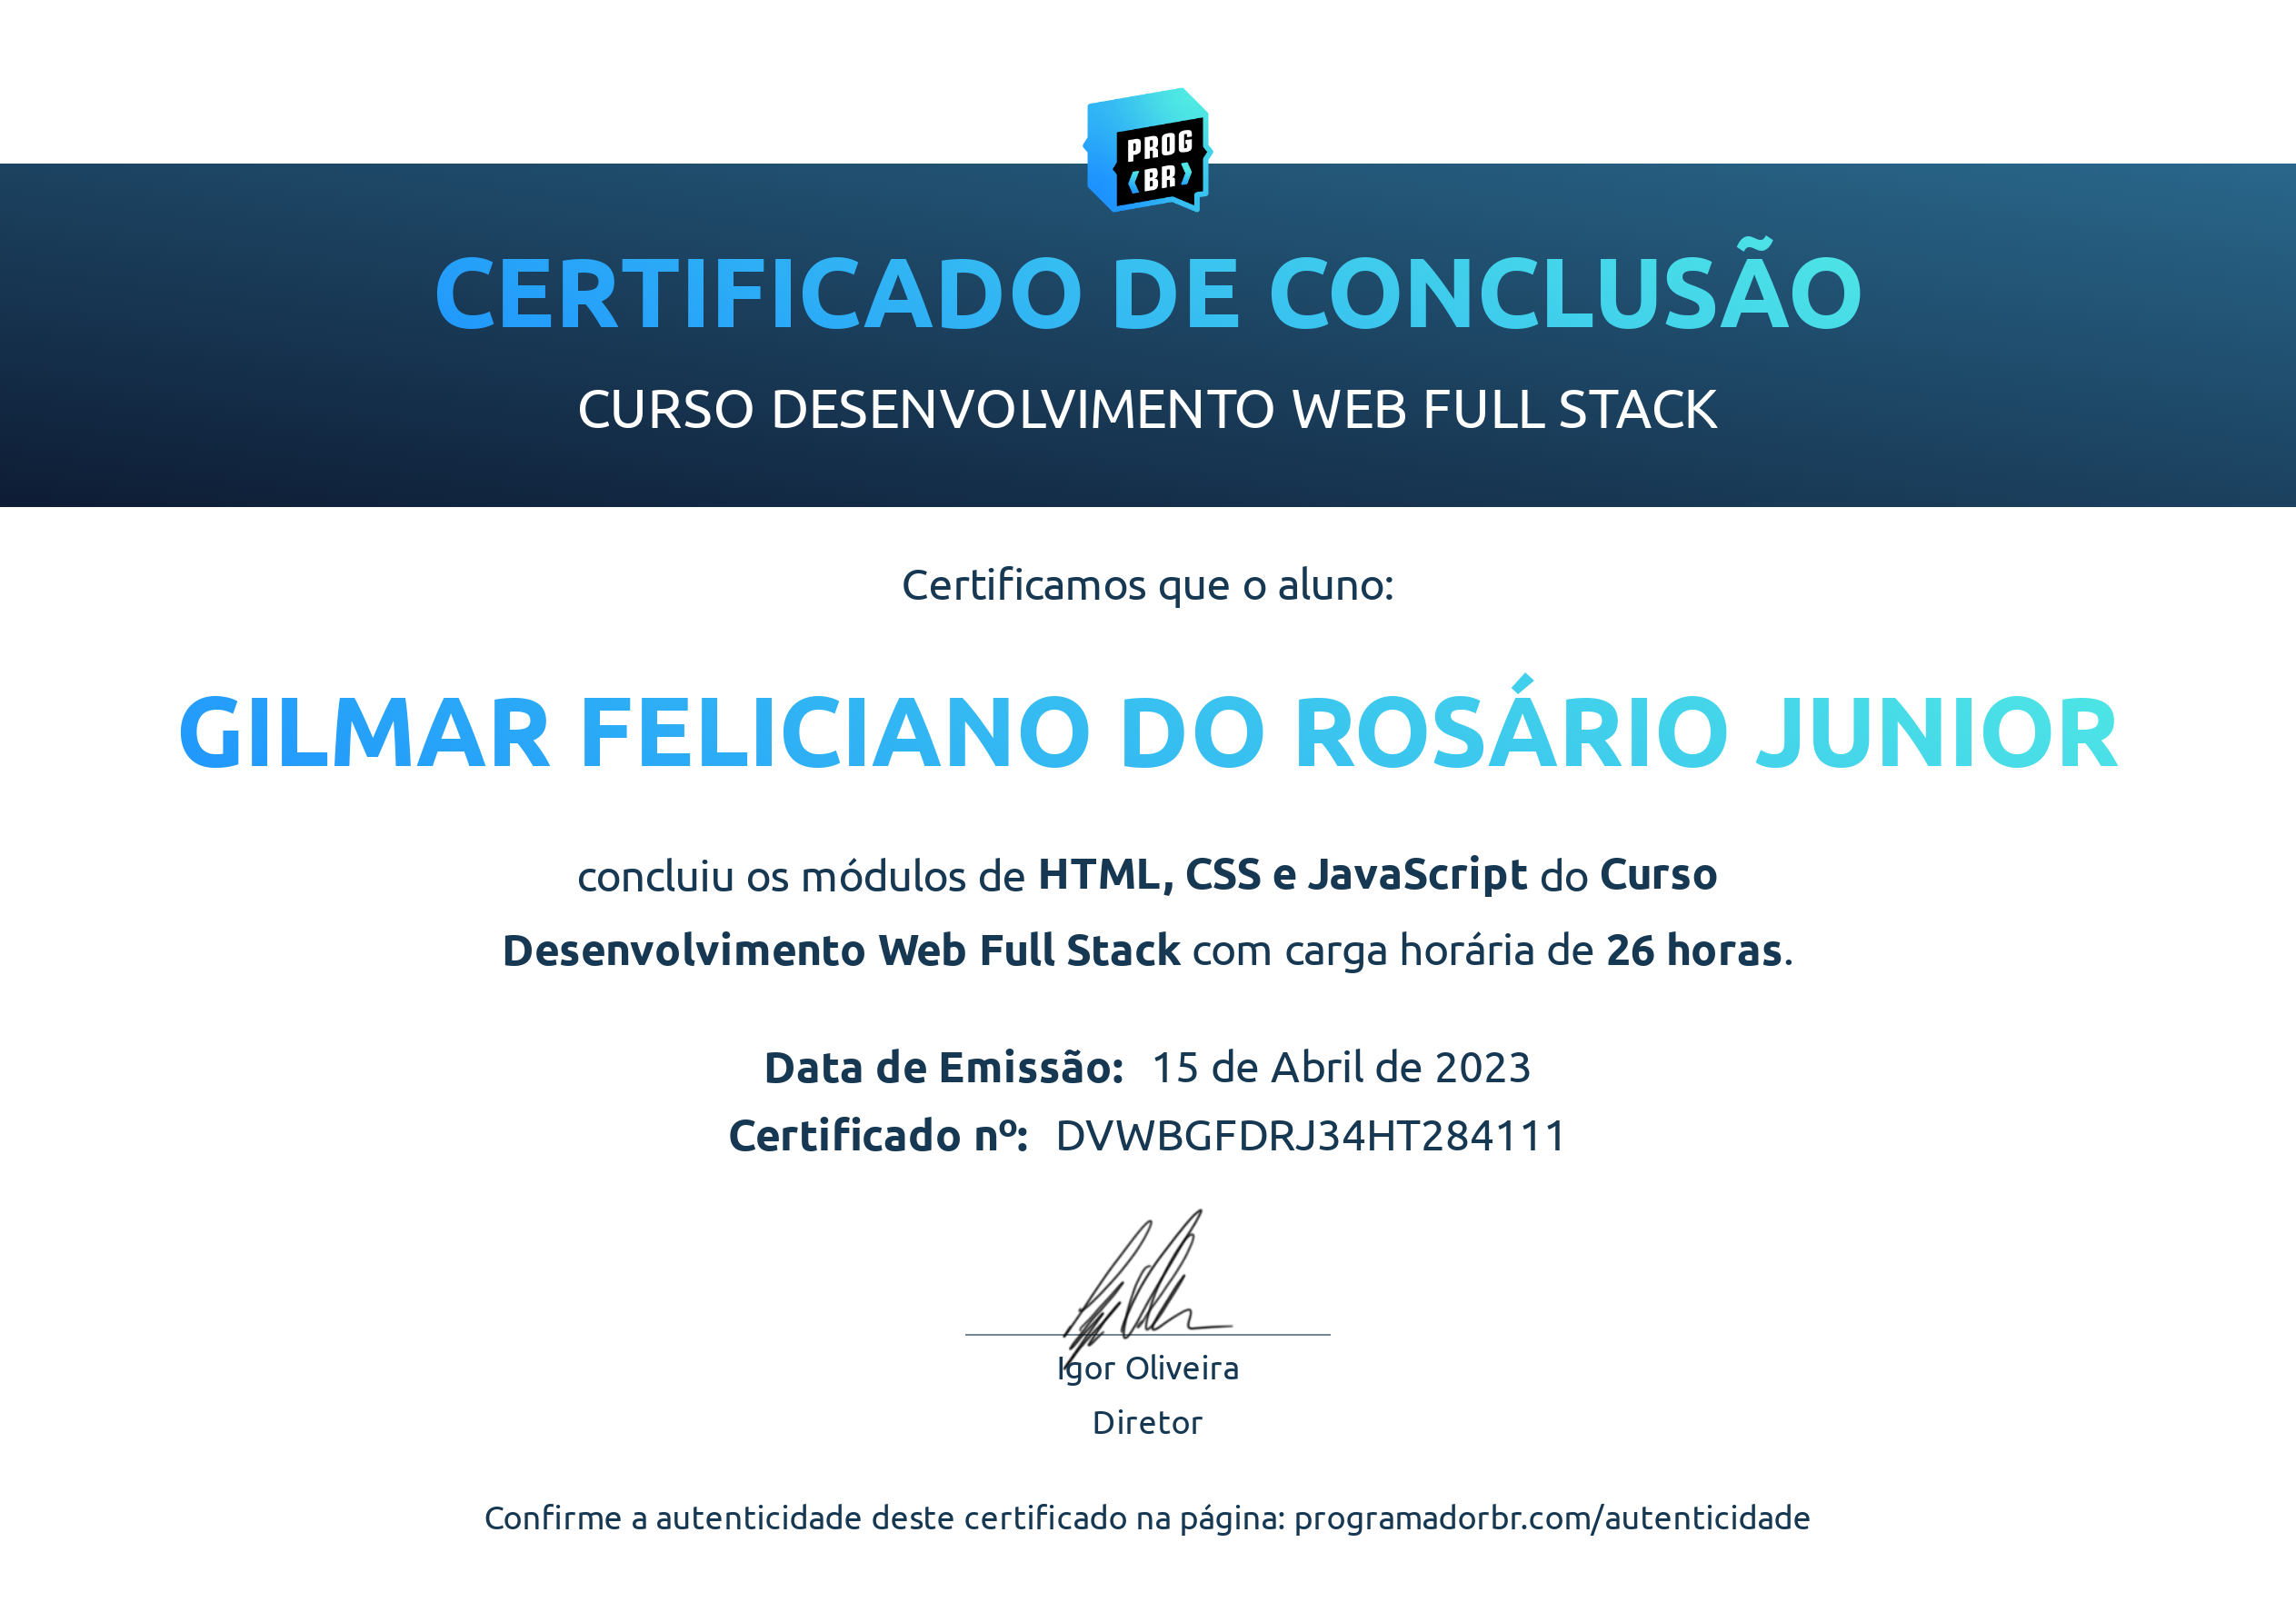 PROG
BR
CERTIFICADO DE CONCLUSÃO
CURSO DESENVOLVIMENTO WEB FULL STACK
Certificamos que o aluno:
GILMAR FELICIANO DO ROSÁRIO JUNIOR
concluiu os módulos de HTML, CSS e JavaScript do Curso
Desenvolvimento Web Full Stack com carga horária de 26 horas.
Data de Emissão: 15 de Abril de 2023
Certificado nº: DVWBGFDRJ34HT284111
Igor Oliveira
Diretor
Confirme a autenticidade deste certificado na página: programadorbr.com/autenticidade